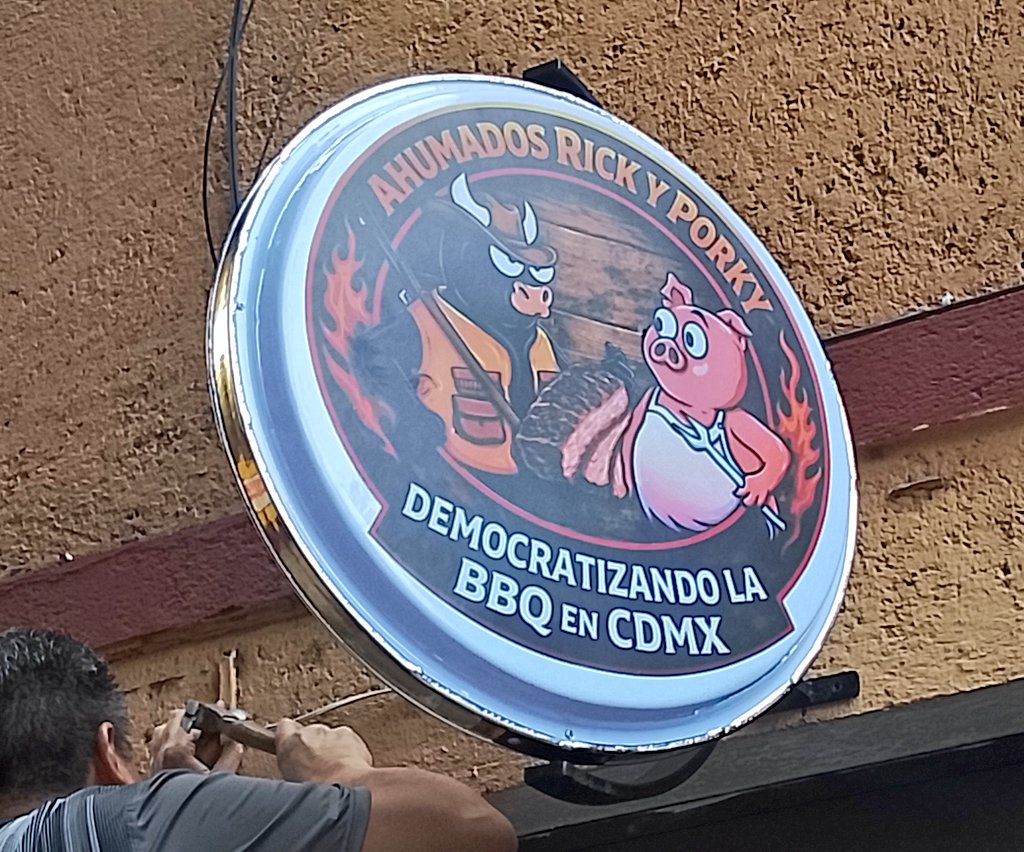 AHUMADOS RICK Y PORKY
DEMOCRATIZANDO LA
BBQ EN CDMX